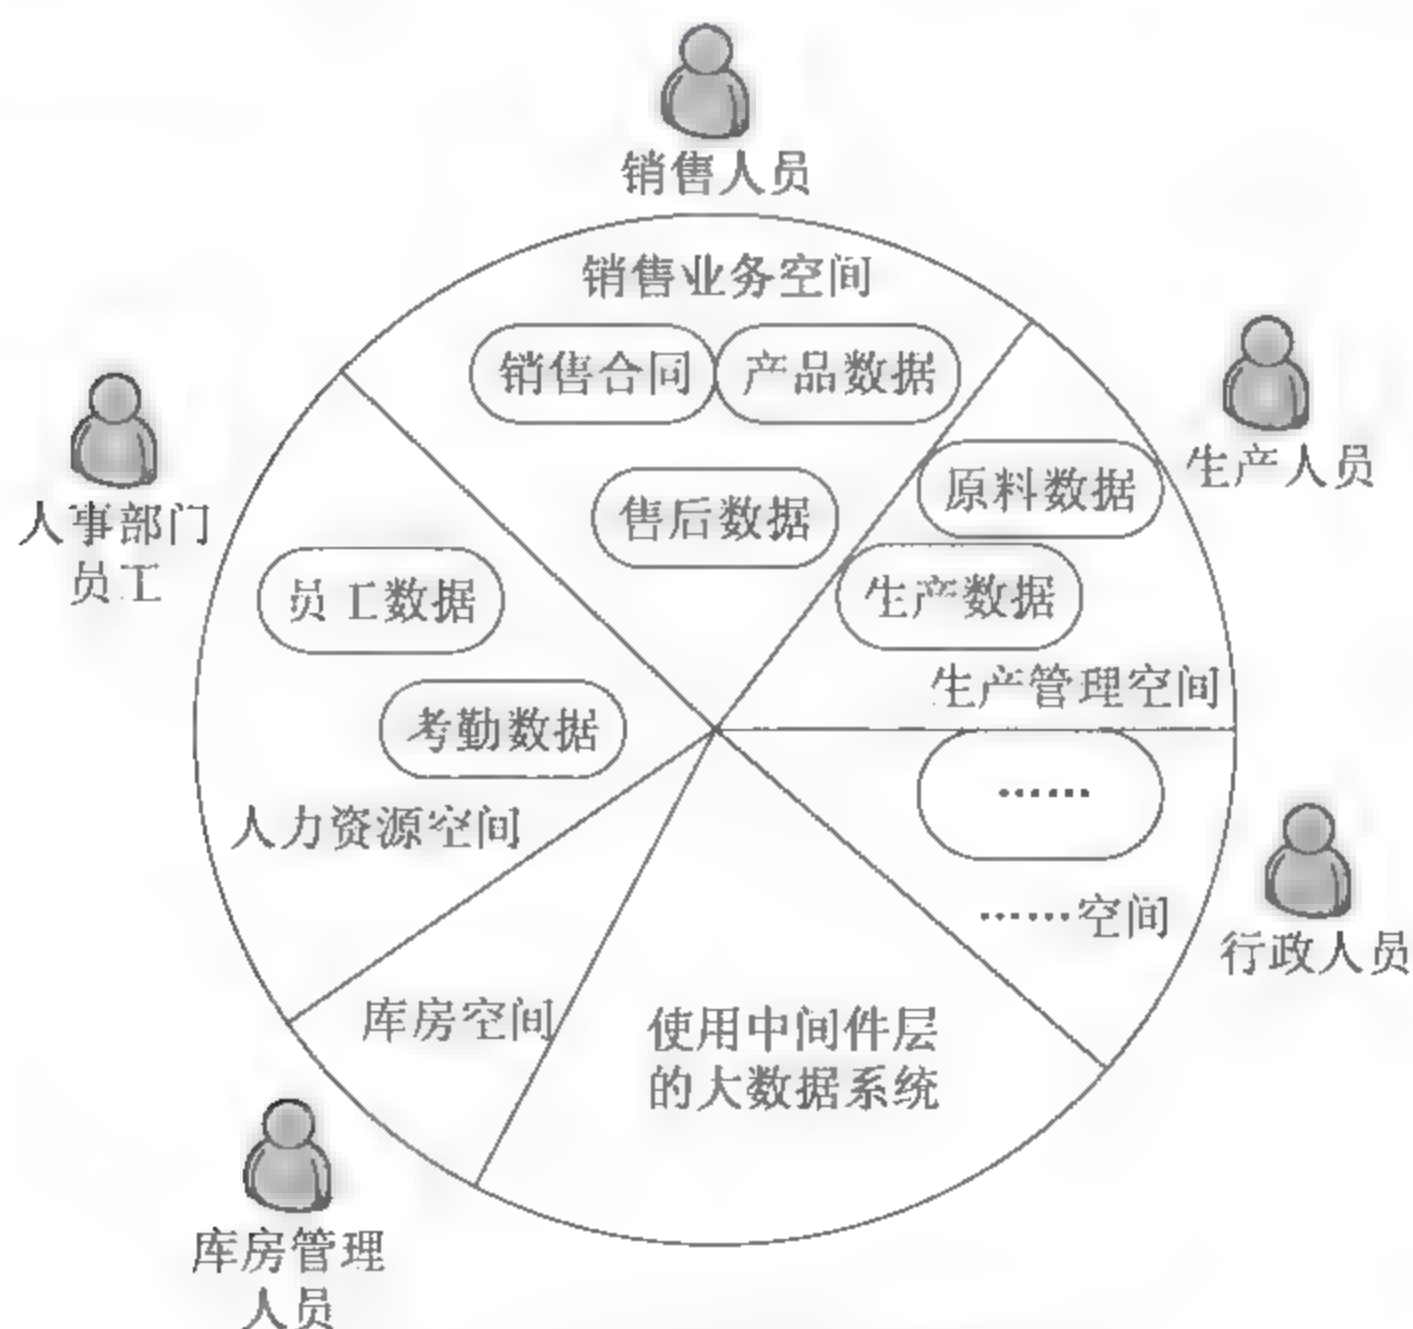 销售人员
销售业务空间
销售合同
产品数据
售后数据
原料数据
生产数据
生产管理空间
生产人员
人事部门
员工
员工数据
考勤数据
人力资源空间
……
……空间
行政人员
库房空间
使用中间件层
的大数据系统
库房管理
人员